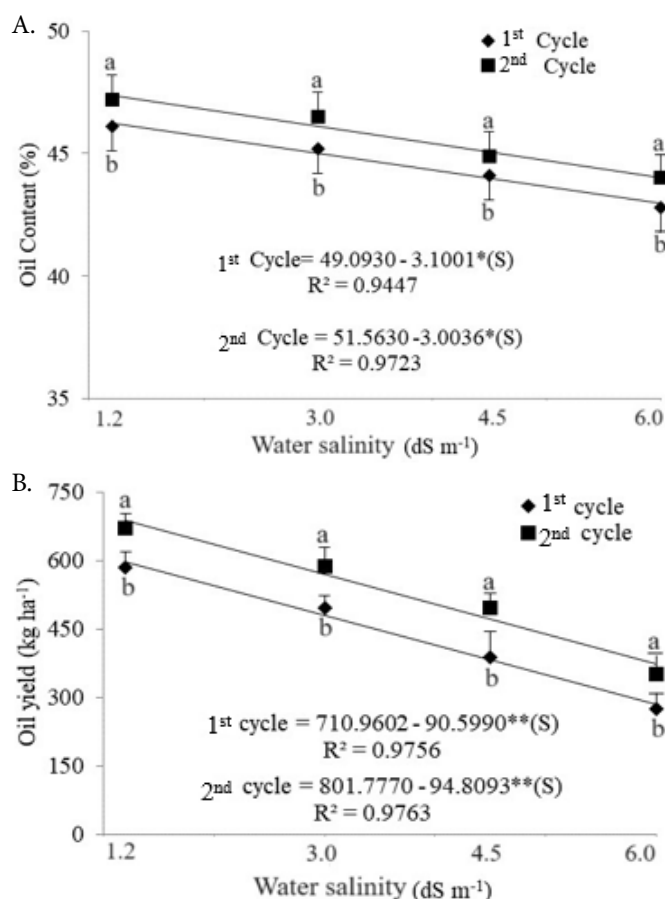 A.
50
45
40
35
Oil Content (%)
1st Cycle
2nd Cycle
a
a
a
a
b
b
b
b
1st Cycle= 49.0930 - 3.1001*(S)
R² = 0.9447
2nd Cycle = 51.5630 -3.0036*(S)
R² = 0.9723
1.2 3.0 4.5 6.0
Water salinity (dS m-1)
B.
750
600
450
300
150
0
Oil yield (kg ha-1)
1st cycle
2nd cycle
a
a
a
a
b
b
b
b
1st cycle = 710.9602 - 90.5990**(S)
R² = 0.9756
2nd cycle = 801.7770 - 94.8093**(S)
R² = 0.9763
1.2 3.0 4.5 6.0
Water salinity (dS m-1)